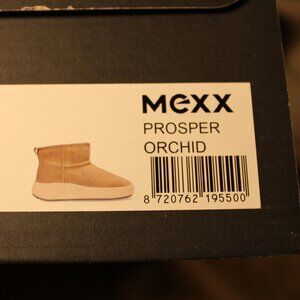 Mexx
PROSPER
ORCHID
8 720762 195500